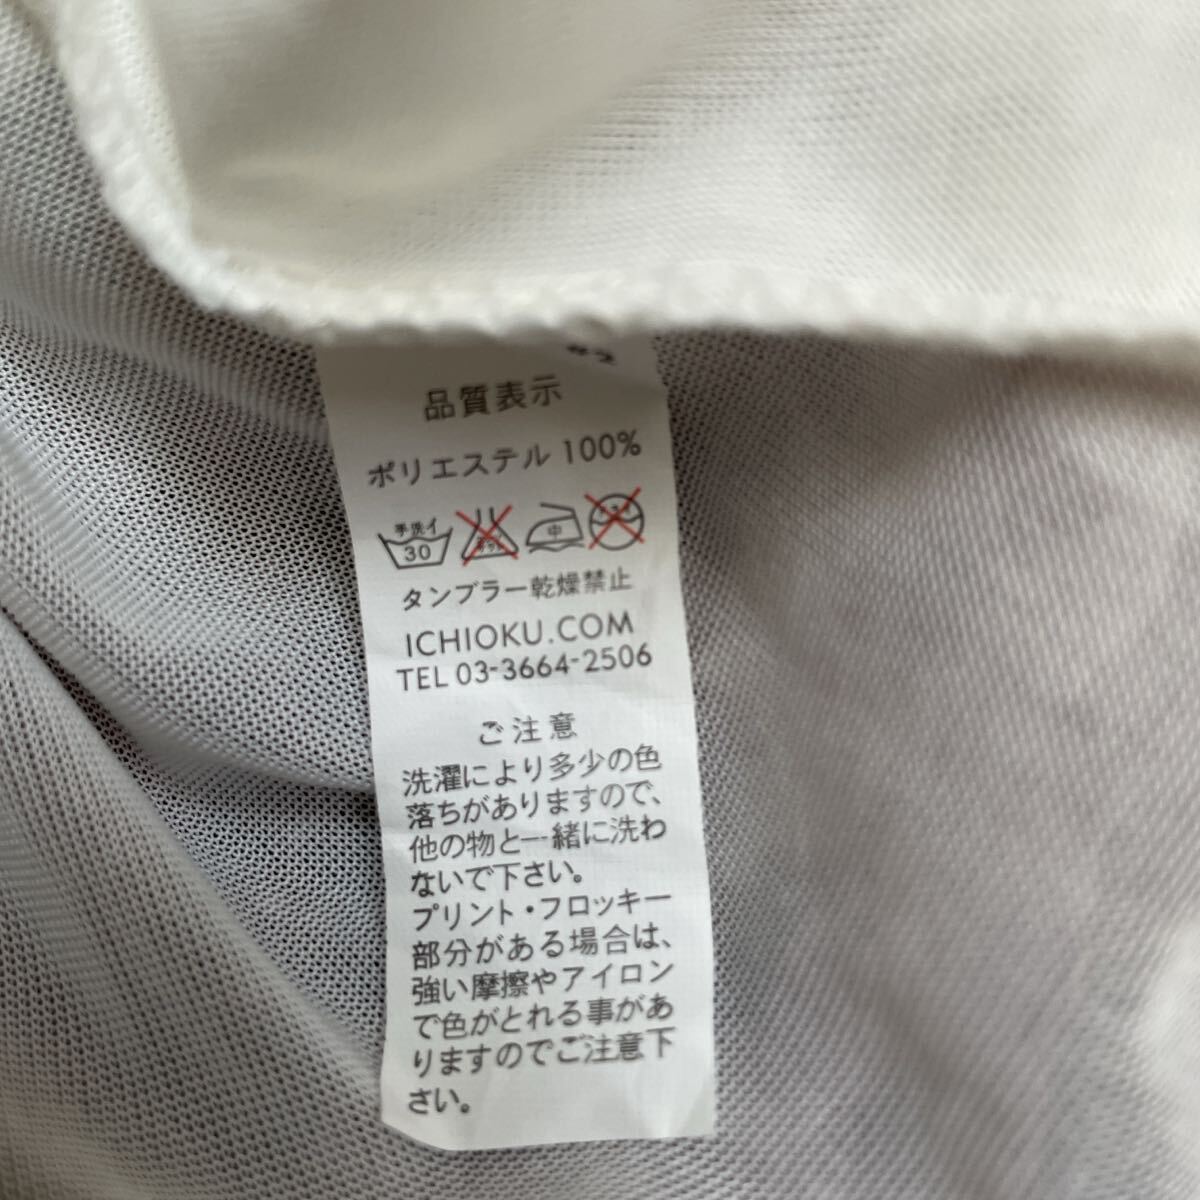 品質表示
ポリエステル 100%
手洗イ
30
中
タンブラー乾燥禁止
ICHIOKU.COM
TEL 03-3664-2506
ご注意
洗濯により多少の色
落ちがありますので、
他の物と一緒に洗わ
ないで下さい。
プリント・フロッキー
部分がある場合は、
強い摩擦やアイロン
で色がとれる事があ
りますのでご注意下
さい。